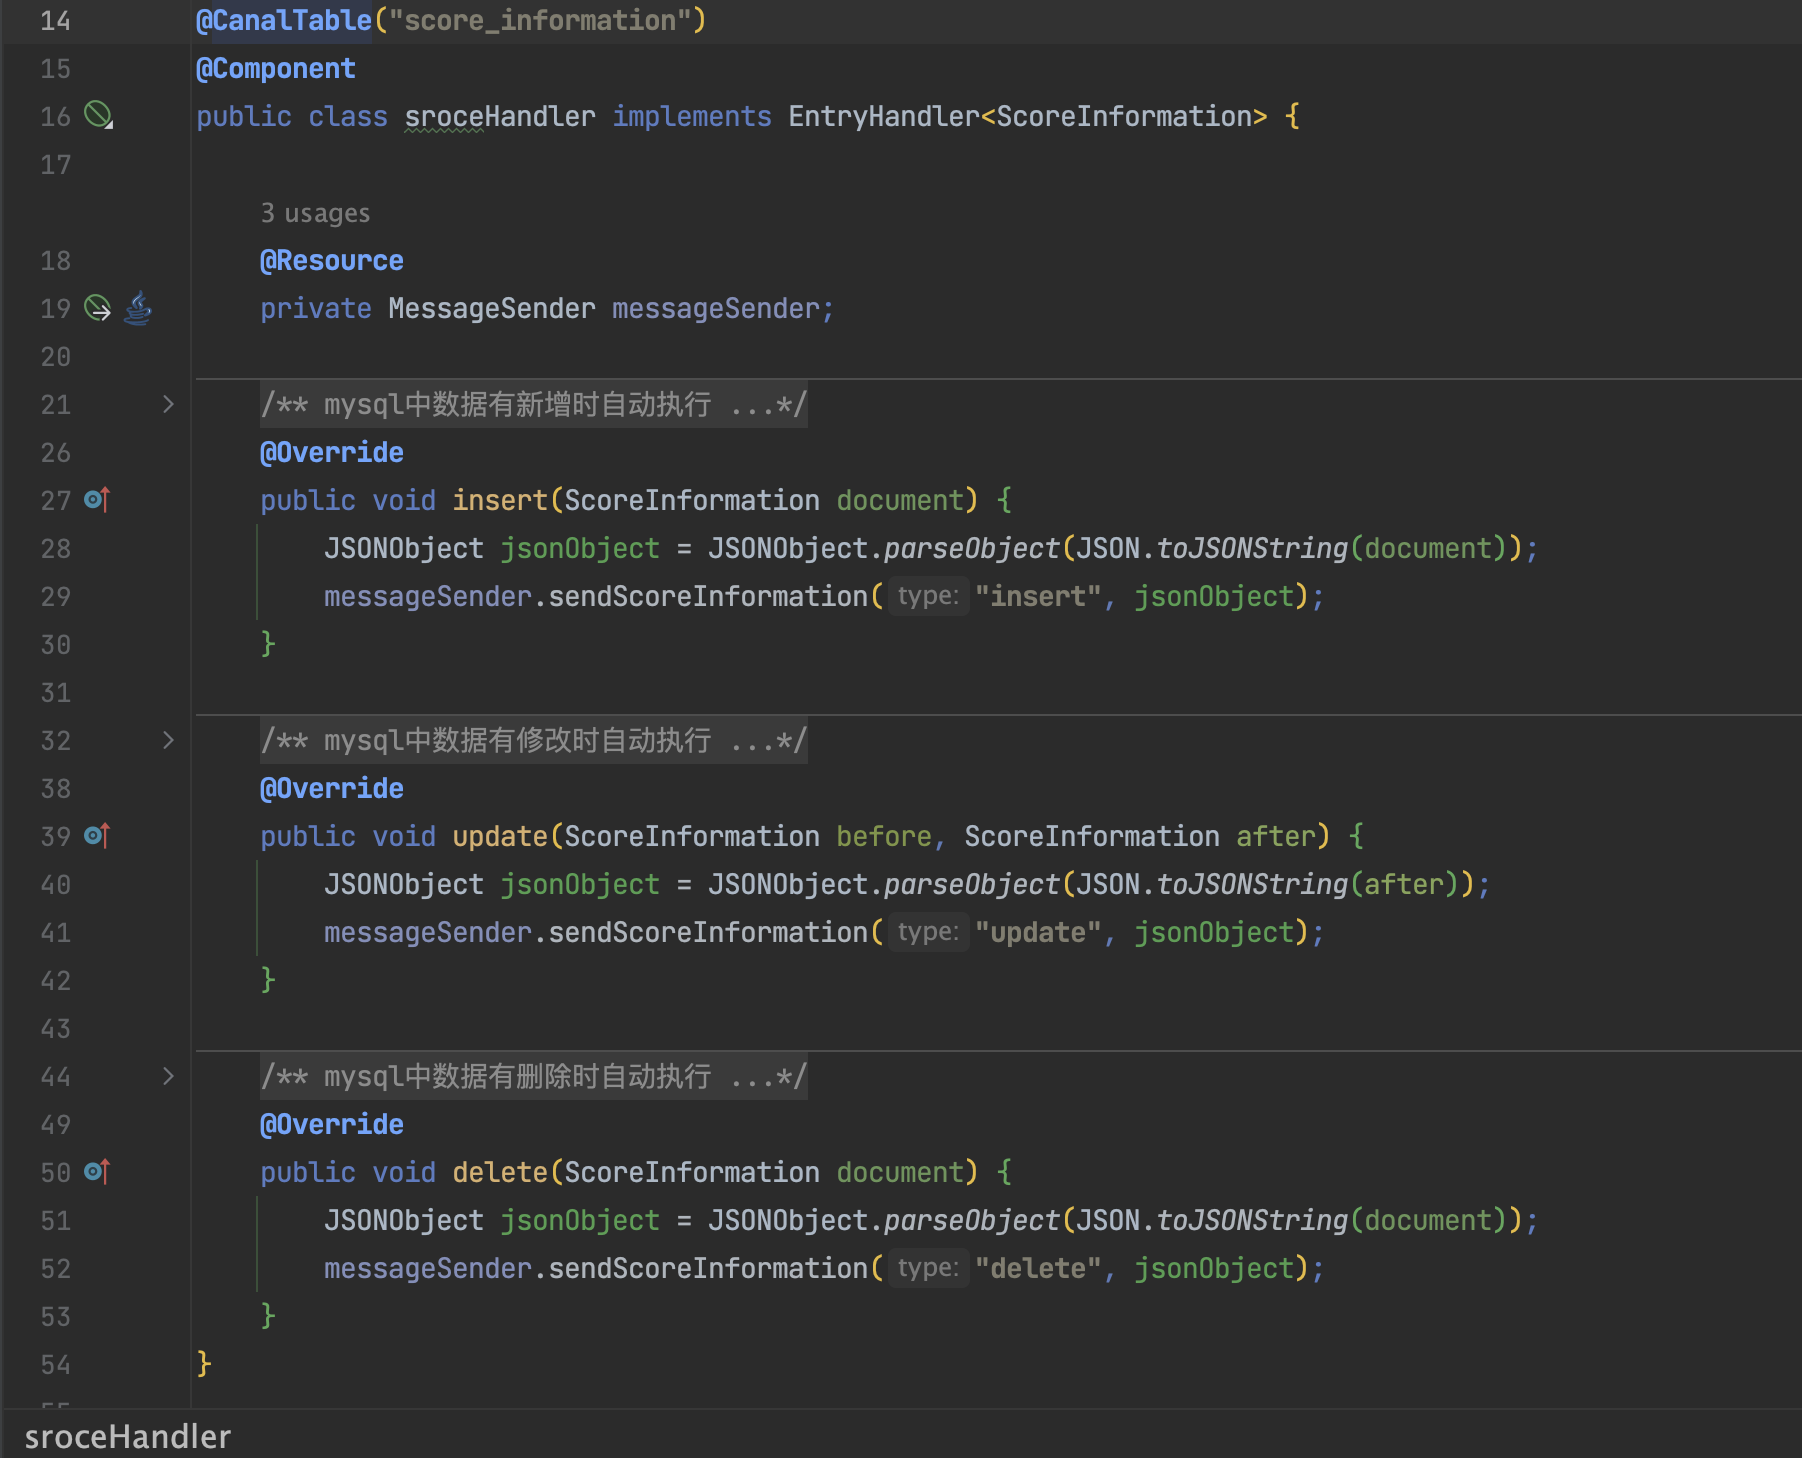 14 @CanalTable("score_information")
15 @Component
16 public class sroceHandler implements EntryHandler<ScoreInformation> {
17
3 usages
18 @Resource
19 private MessageSender messageSender;
20
21 /** mysql中数据有新增时自动执行 ...*/
26 @Override
27 public void insert(ScoreInformation document) {
28 JSONObject jsonObject = JSONObject.parseObject(JSON.toJSONString(document));
29 messageSender.sendScoreInformation( type: "insert", jsonObject);
30 }
31
32 /** mysql中数据有修改时自动执行 ...*/
38 @Override
39 public void update(ScoreInformation before, ScoreInformation after) {
40 JSONObject jsonObject = JSONObject.parseObject(JSON.toJSONString(after));
41 messageSender.sendScoreInformation( type: "update", jsonObject);
42 }
43
44 /** mysql中数据有删除时自动执行 ...*/
49 @Override
50 public void delete(ScoreInformation document) {
51 JSONObject jsonObject = JSONObject.parseObject(JSON.toJSONString(document));
52 messageSender.sendScoreInformation( type: "delete", jsonObject);
53 }
54 }
sroceHandler